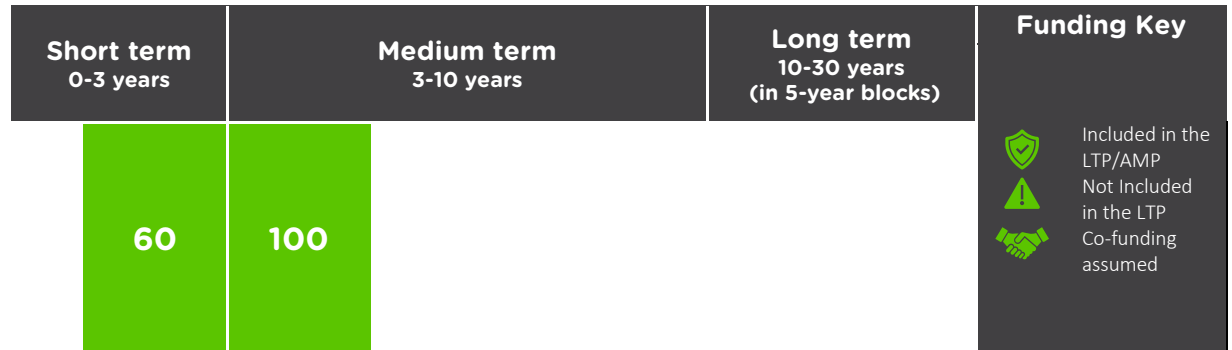 Short term
0-3 years
Medium term
3-10 years
Long term
10-30 years
(in 5-year blocks)
Funding Key
Included in the
LTP/AMP
Not Included
in the LTP
Co-funding
assumed
60
100